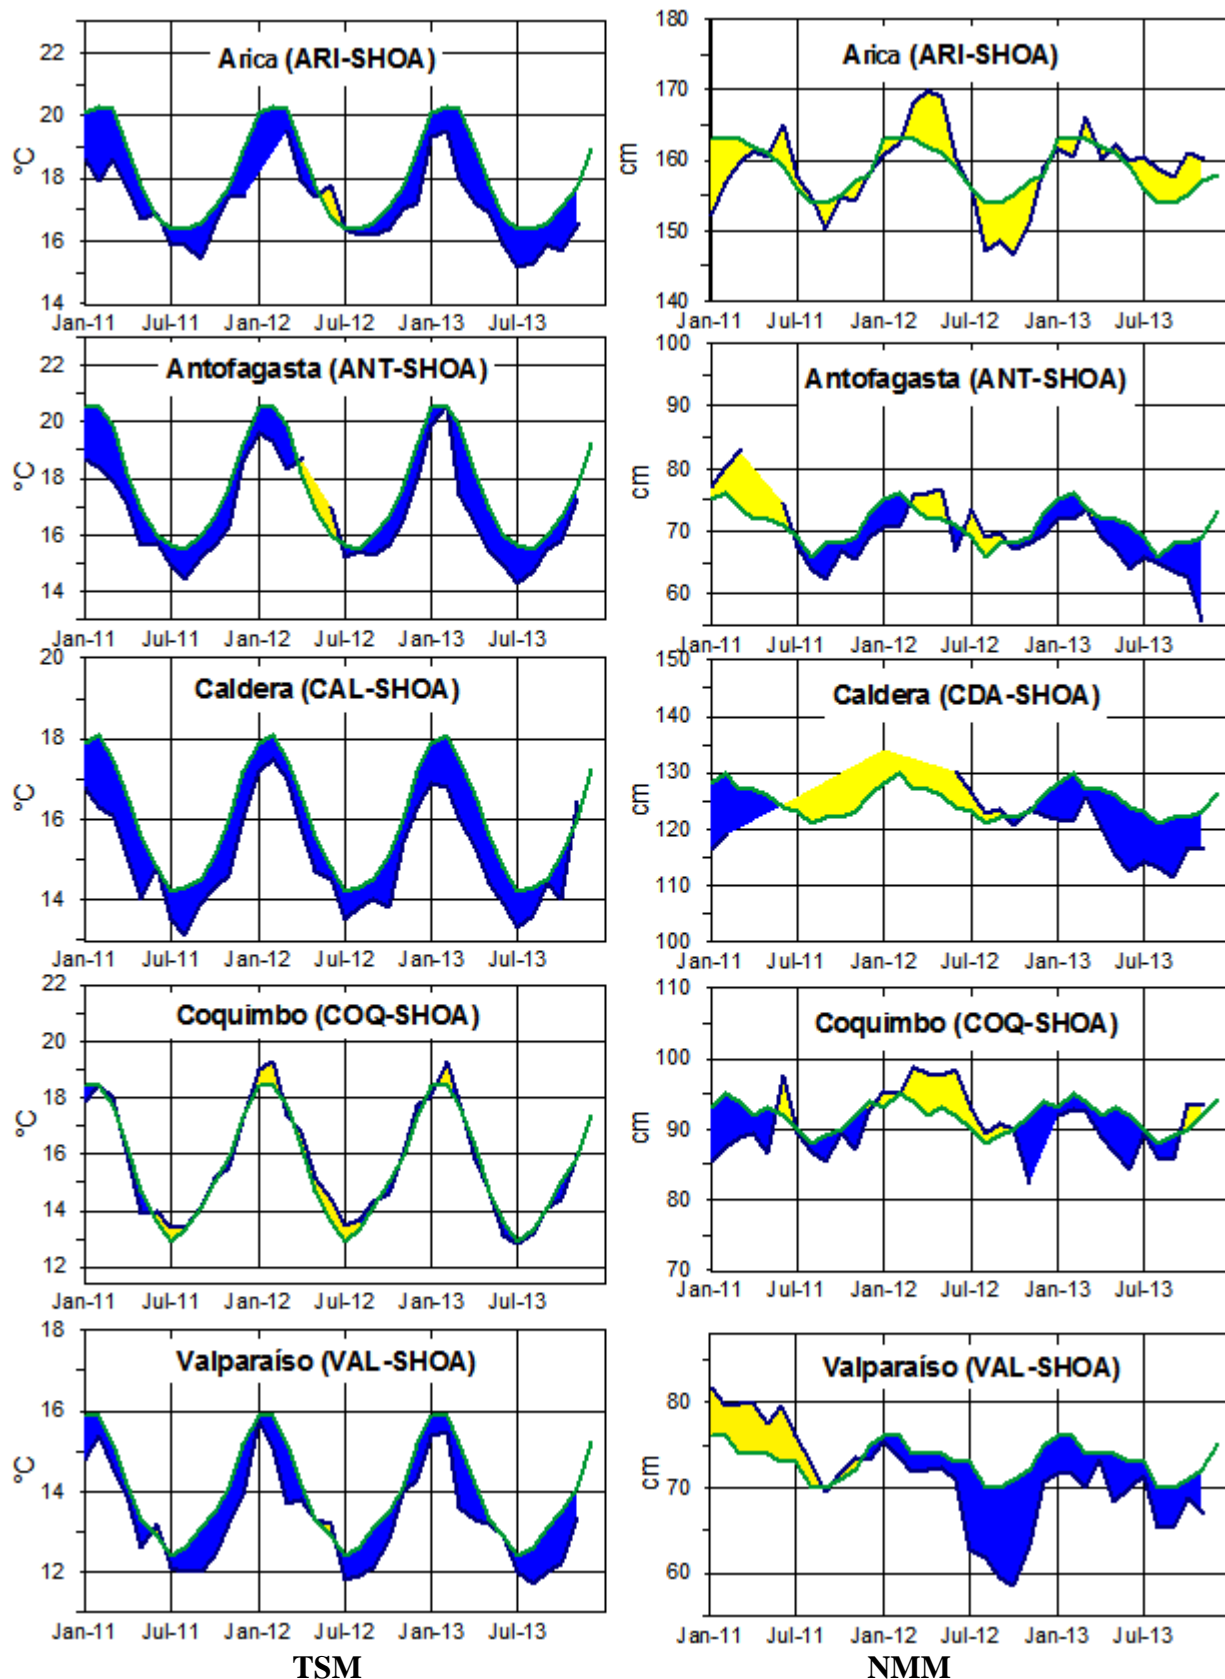 Arica (ARI-SHOA)
22
20
18
16
14
°C
Jan-11 Jul-11 Jan-12 Jul-12 Jan-13 Jul-13
Arica (ARI-SHOA)
180
170
160
150
140
cm
Jan-11 Jul-11 Jan-12 Jul-12 Jan-13 Jul-13
Antofagasta (ANT-SHOA)
22
20
18
16
14
°C
Jan-11 Jul-11 Jan-12 Jul-12 Jan-13 Jul-13
Antofagasta (ANT-SHOA)
100
90
80
70
60
cm
Jan-11 Jul-11 Jan-12 Jul-12 Jan-13 Jul-13
Caldera (CAL-SHOA)
20
18
16
14
°C
Jan-11 Jul-11 Jan-12 Jul-12 Jan-13 Jul-13
Caldera (CDA-SHOA)
150
140
130
120
110
100
cm
Jan-11 Jul-11 Jan-12 Jul-12 Jan-13 Jul-13
Coquimbo (COQ-SHOA)
22
20
18
16
14
12
°C
Jan-11 Jul-11 Jan-12 Jul-12 Jan-13 Jul-13
Coquimbo (COQ-SHOA)
110
100
90
80
70
cm
Jan-11 Jul-11 Jan-12 Jul-12 Jan-13 Jul-13
Valparaíso (VAL-SHOA)
18
16
14
12
°C
Jan-11 Jul-11 Jan-12 Jul-12 Jan-13 Jul-13
Valparaíso (VAL-SHOA)
80
70
60
cm
Jan-11 Jul-11 Jan-12 Jul-12 Jan-13 Jul-13
TSM
NMM